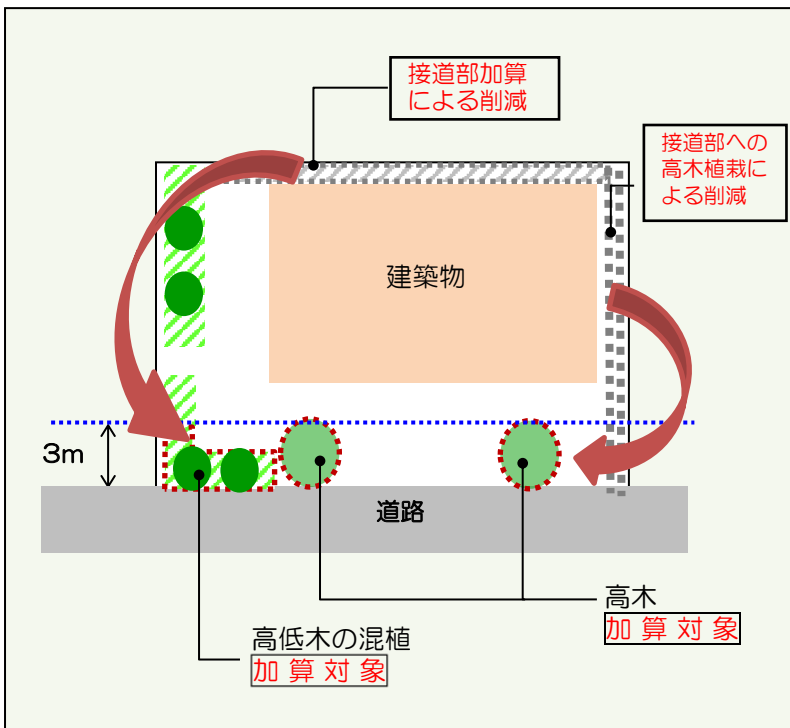 接道部加算
による削減
接道部への
高木植栽に
よる削減
建築物
3m
道路
高木
加算対象
高低木の混植
加算対象